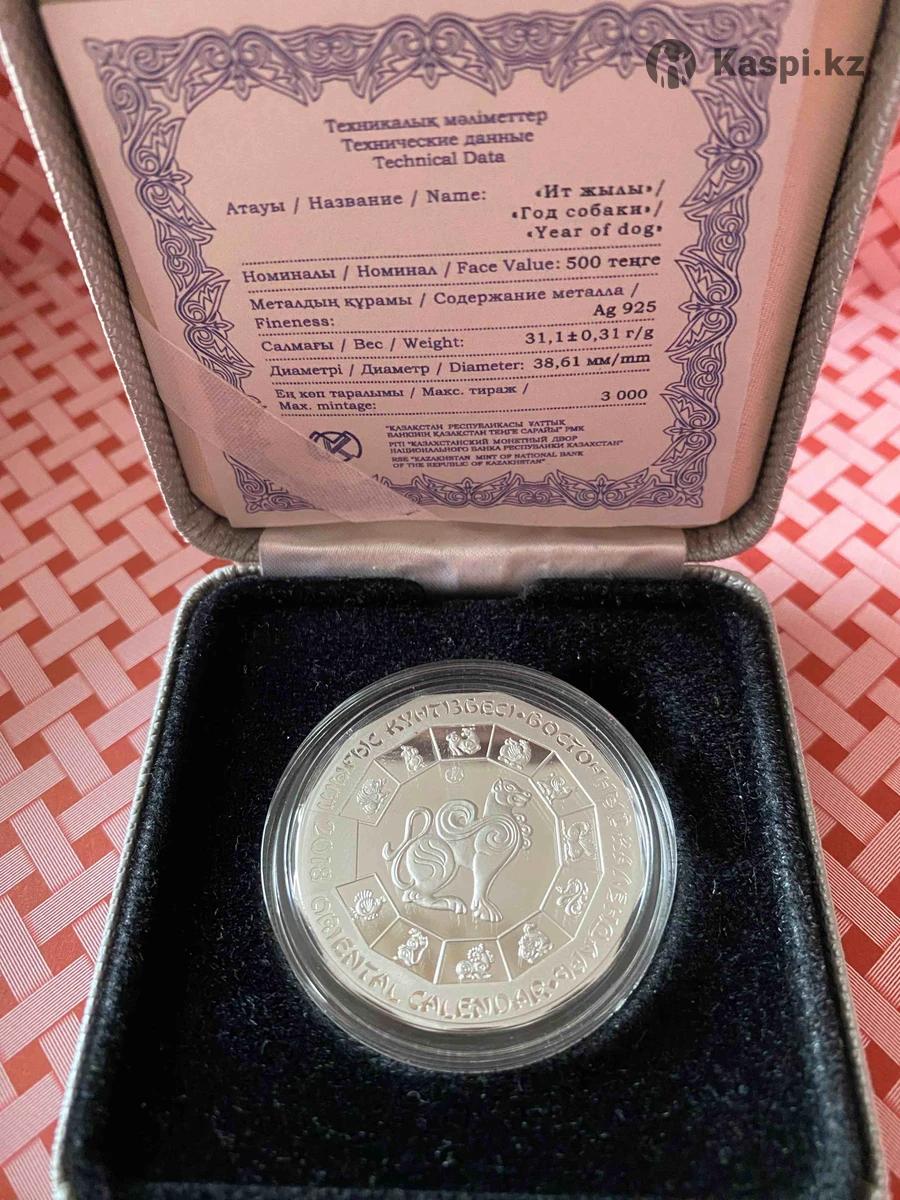 Kaspi.kz
Техникалық мәліметтер
Технические данные
Technical Data
Атауы / Название / Name: «Ит жылы»/
«Год собаки»/
«Year of dog»
Номиналы / Номинал / Face Value: 500 теңге
Металдың құрамы / Содержание металла /
Fineness: Ag 925
Салмағы / Вес / Weight: 31,1±0,31 г/g
Диаметрі / Диаметр / Diameter: 38,61 мм/mm
Ең көп таралымы / Макс. тираж /
Max. mintage: 3 000
"ҚАЗАҚСТАН РЕСПУБЛИКАСЫ ҰЛТТЫҚ
БАНКІНІҢ ҚАЗАҚСТАН ТЕҢГЕ САРАЙЫ" РМК
РГП "КАЗАХСТАНСКИЙ МОНЕТНЫЙ ДВОР
НАЦИОНАЛЬНОГО БАНКА РЕСПУБЛИКИ КАЗАХСТАН"
RSE "KAZAKHSTAN MINT OF NATIONAL BANK
OF THE REPUBLIC OF KAZAKHSTAN"
ШЫҒЫС КҮНТІЗБЕСІ • ВОСТОЧНЫЙ КАЛЕНДАРЬ • ORIENTAL CALENDAR 2018